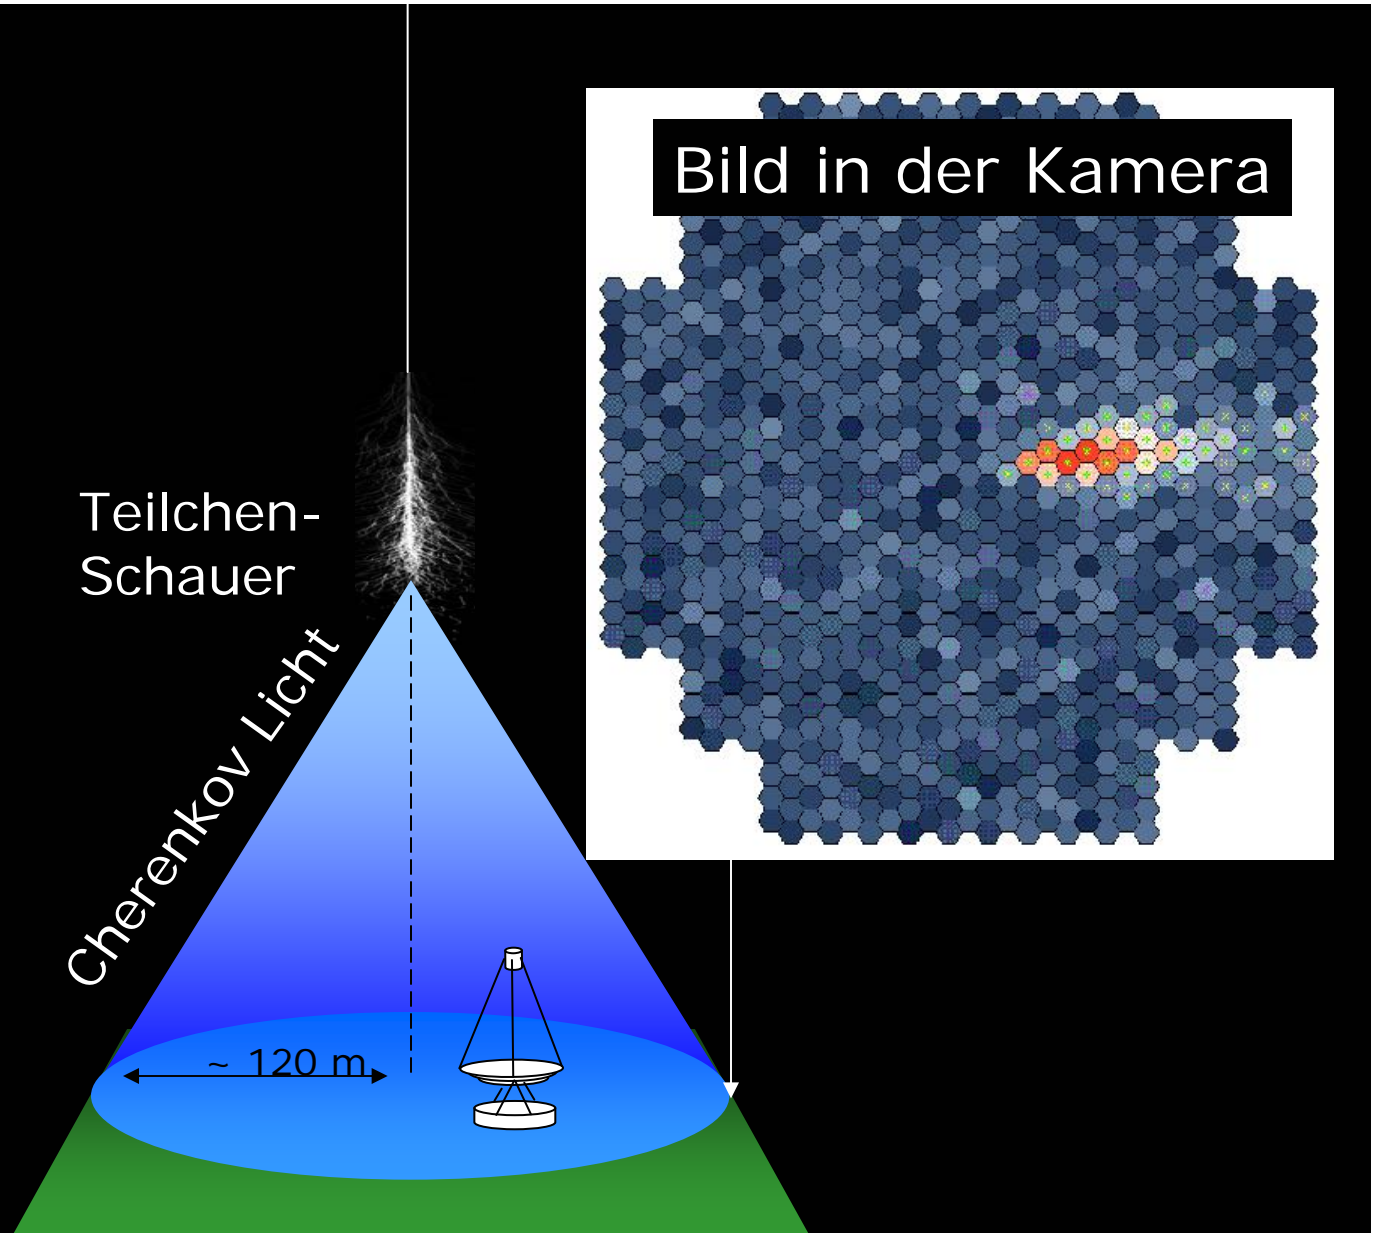 Bild in der Kamera
Teilchen-
Schauer
Cherenkov Licht
~ 120 m